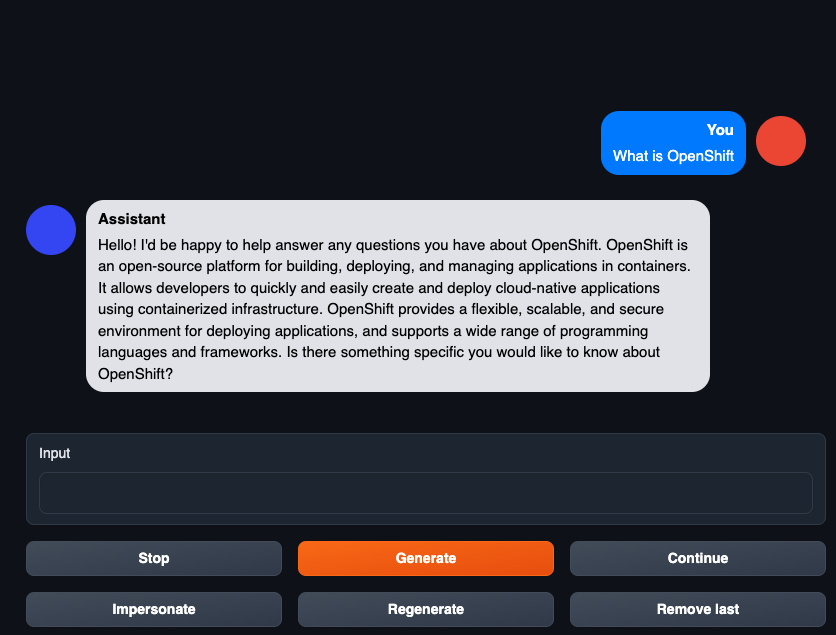 You
What is OpenShift
Assistant
Hello! I'd be happy to help answer any questions you have about OpenShift. OpenShift is
an open-source platform for building, deploying, and managing applications in containers.
It allows developers to quickly and easily create and deploy cloud-native applications
using containerized infrastructure. OpenShift provides a flexible, scalable, and secure
environment for deploying applications, and supports a wide range of programming
languages and frameworks. Is there something specific you would like to know about
OpenShift?
Input
Stop
Generate
Continue
Impersonate
Regenerate
Remove last